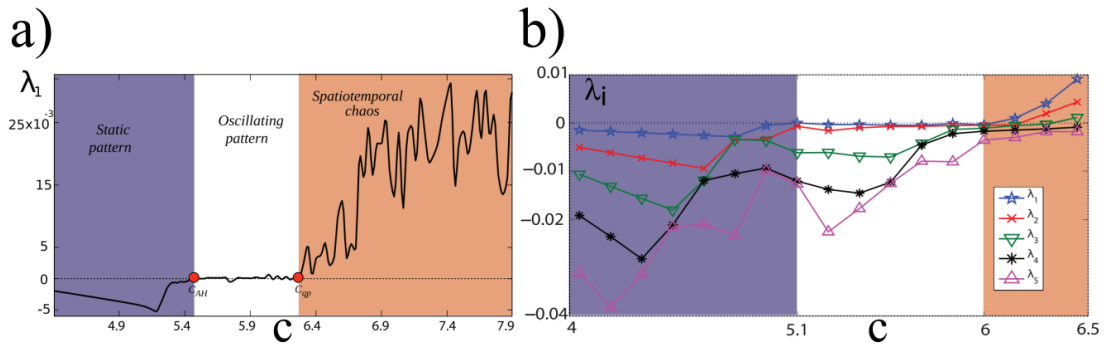 a)
λ1
25x10-3
15
5
0
-5
Static
pattern
Oscillating
pattern
Spatiotemporal
chaos
CAH
Cqp
4.9
5.4
c
6.4
6.9
7.4
7.9
b)
λi
0.01
0
−0.01
−0.02
−0.04
4
5.1
c
6
6.5
λ1
λ2
λ3
λ4
λ5